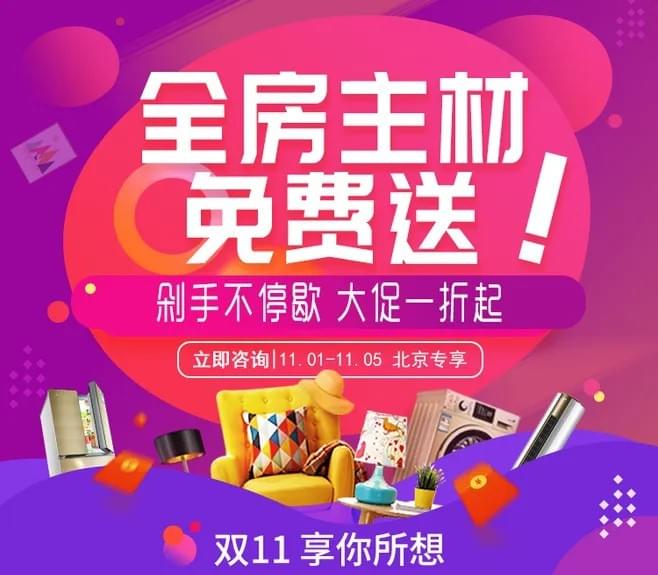 全房主材
免费送！
剁手不停歇 大促一折起
立即咨询|11.01-11.05 北京专享
双11 享你所想